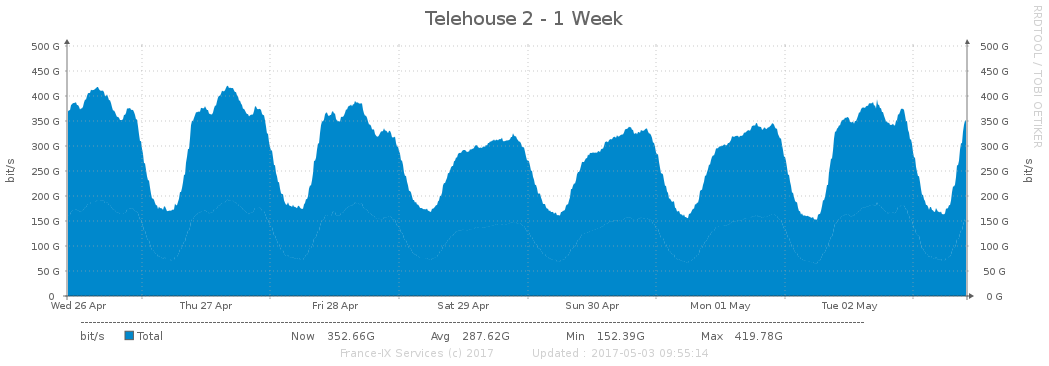 Telehouse 2 - 1 Week
RRDTOOL / TOBI OETIKER
500 G 500 G
450 G 450 G
400 G 400 G
350 G 350 G
300 G 300 G
250 G 250 G
200 G 200 G
150 G 150 G
100 G 100 G
50 G 50 G
0 0 G
bit/s bit/s
Wed 26 Apr Thu 27 Apr Fri 28 Apr Sat 29 Apr Sun 30 Apr Mon 01 May Tue 02 May
bit/s Total Now 352.66G Avg 287.62G Min 152.39G Max 419.78G
France-IX Services (c) 2017 Updated : 2017-05-03 09:55:14